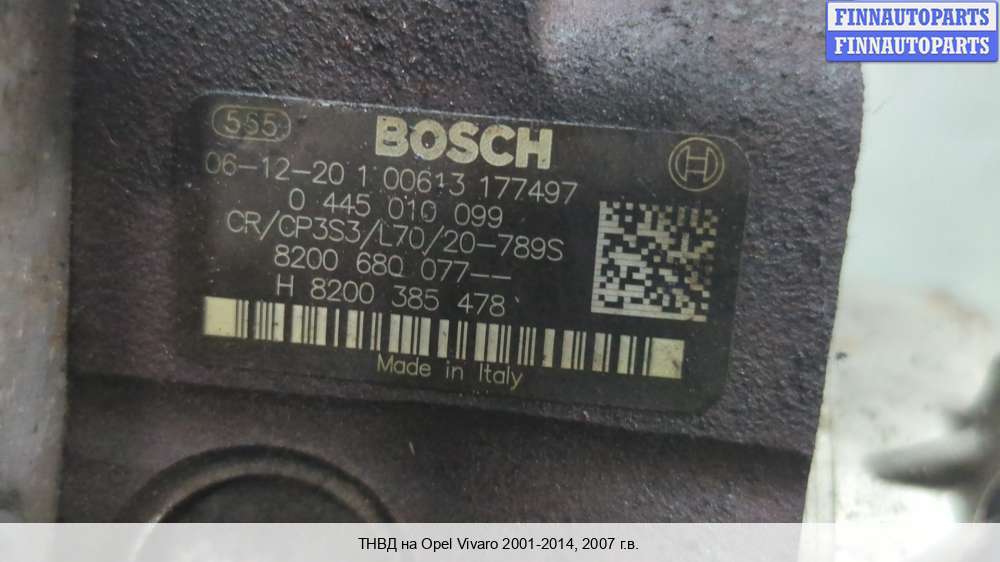 FINNAUTOPARTS
FINNAUTOPARTS
555
BOSCH
H
06-12-20 1 00613 177497
0 445 010 099
CR/CP3S3/L70/20-789S
8200 680 077--
H 8200 385 478
Made in Italy
ТНВД на Opel Vivaro 2001-2014, 2007 г.в.